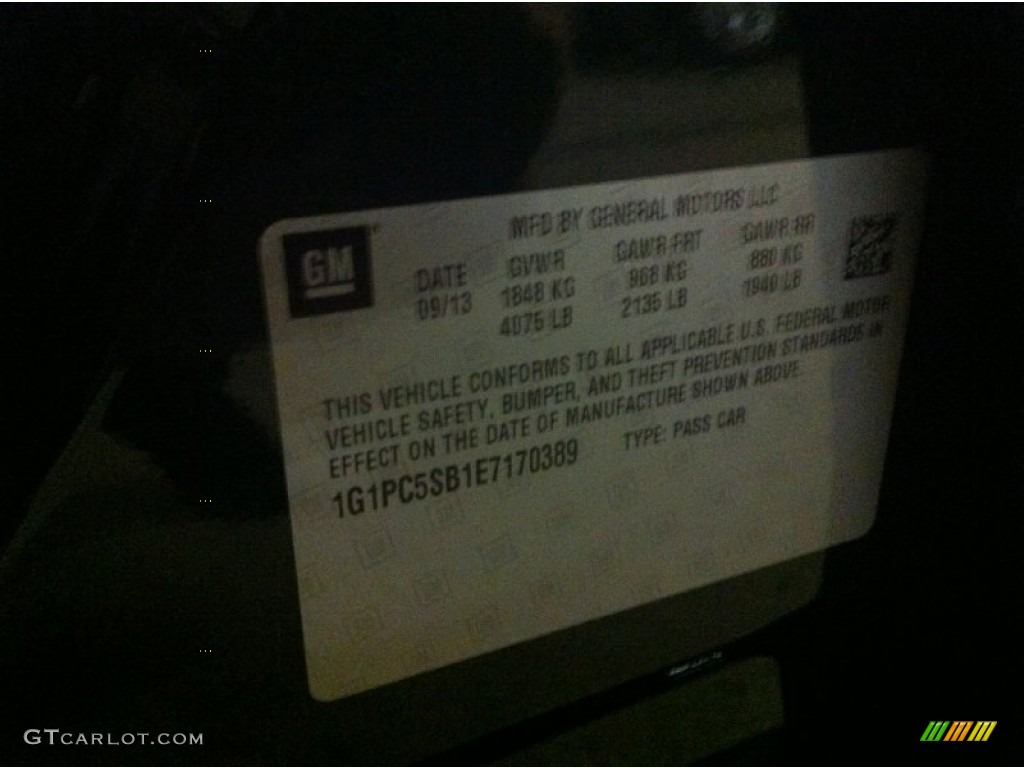 GM
MFD BY GENERAL MOTORS LLC
DATE GVWR GAWR FRT GAWR RR
09/13 1848 KG 968 KG 880 KG
4075 LB 2135 LB 1940 LB
THIS VEHICLE CONFORMS TO ALL APPLICABLE U.S. FEDERAL MOTOR
VEHICLE SAFETY, BUMPER, AND THEFT PREVENTION STANDARDS IN
EFFECT ON THE DATE OF MANUFACTURE SHOWN ABOVE.
1G1PC5SB1E7170389 TYPE: PASS CAR
GTCARLOT.COM